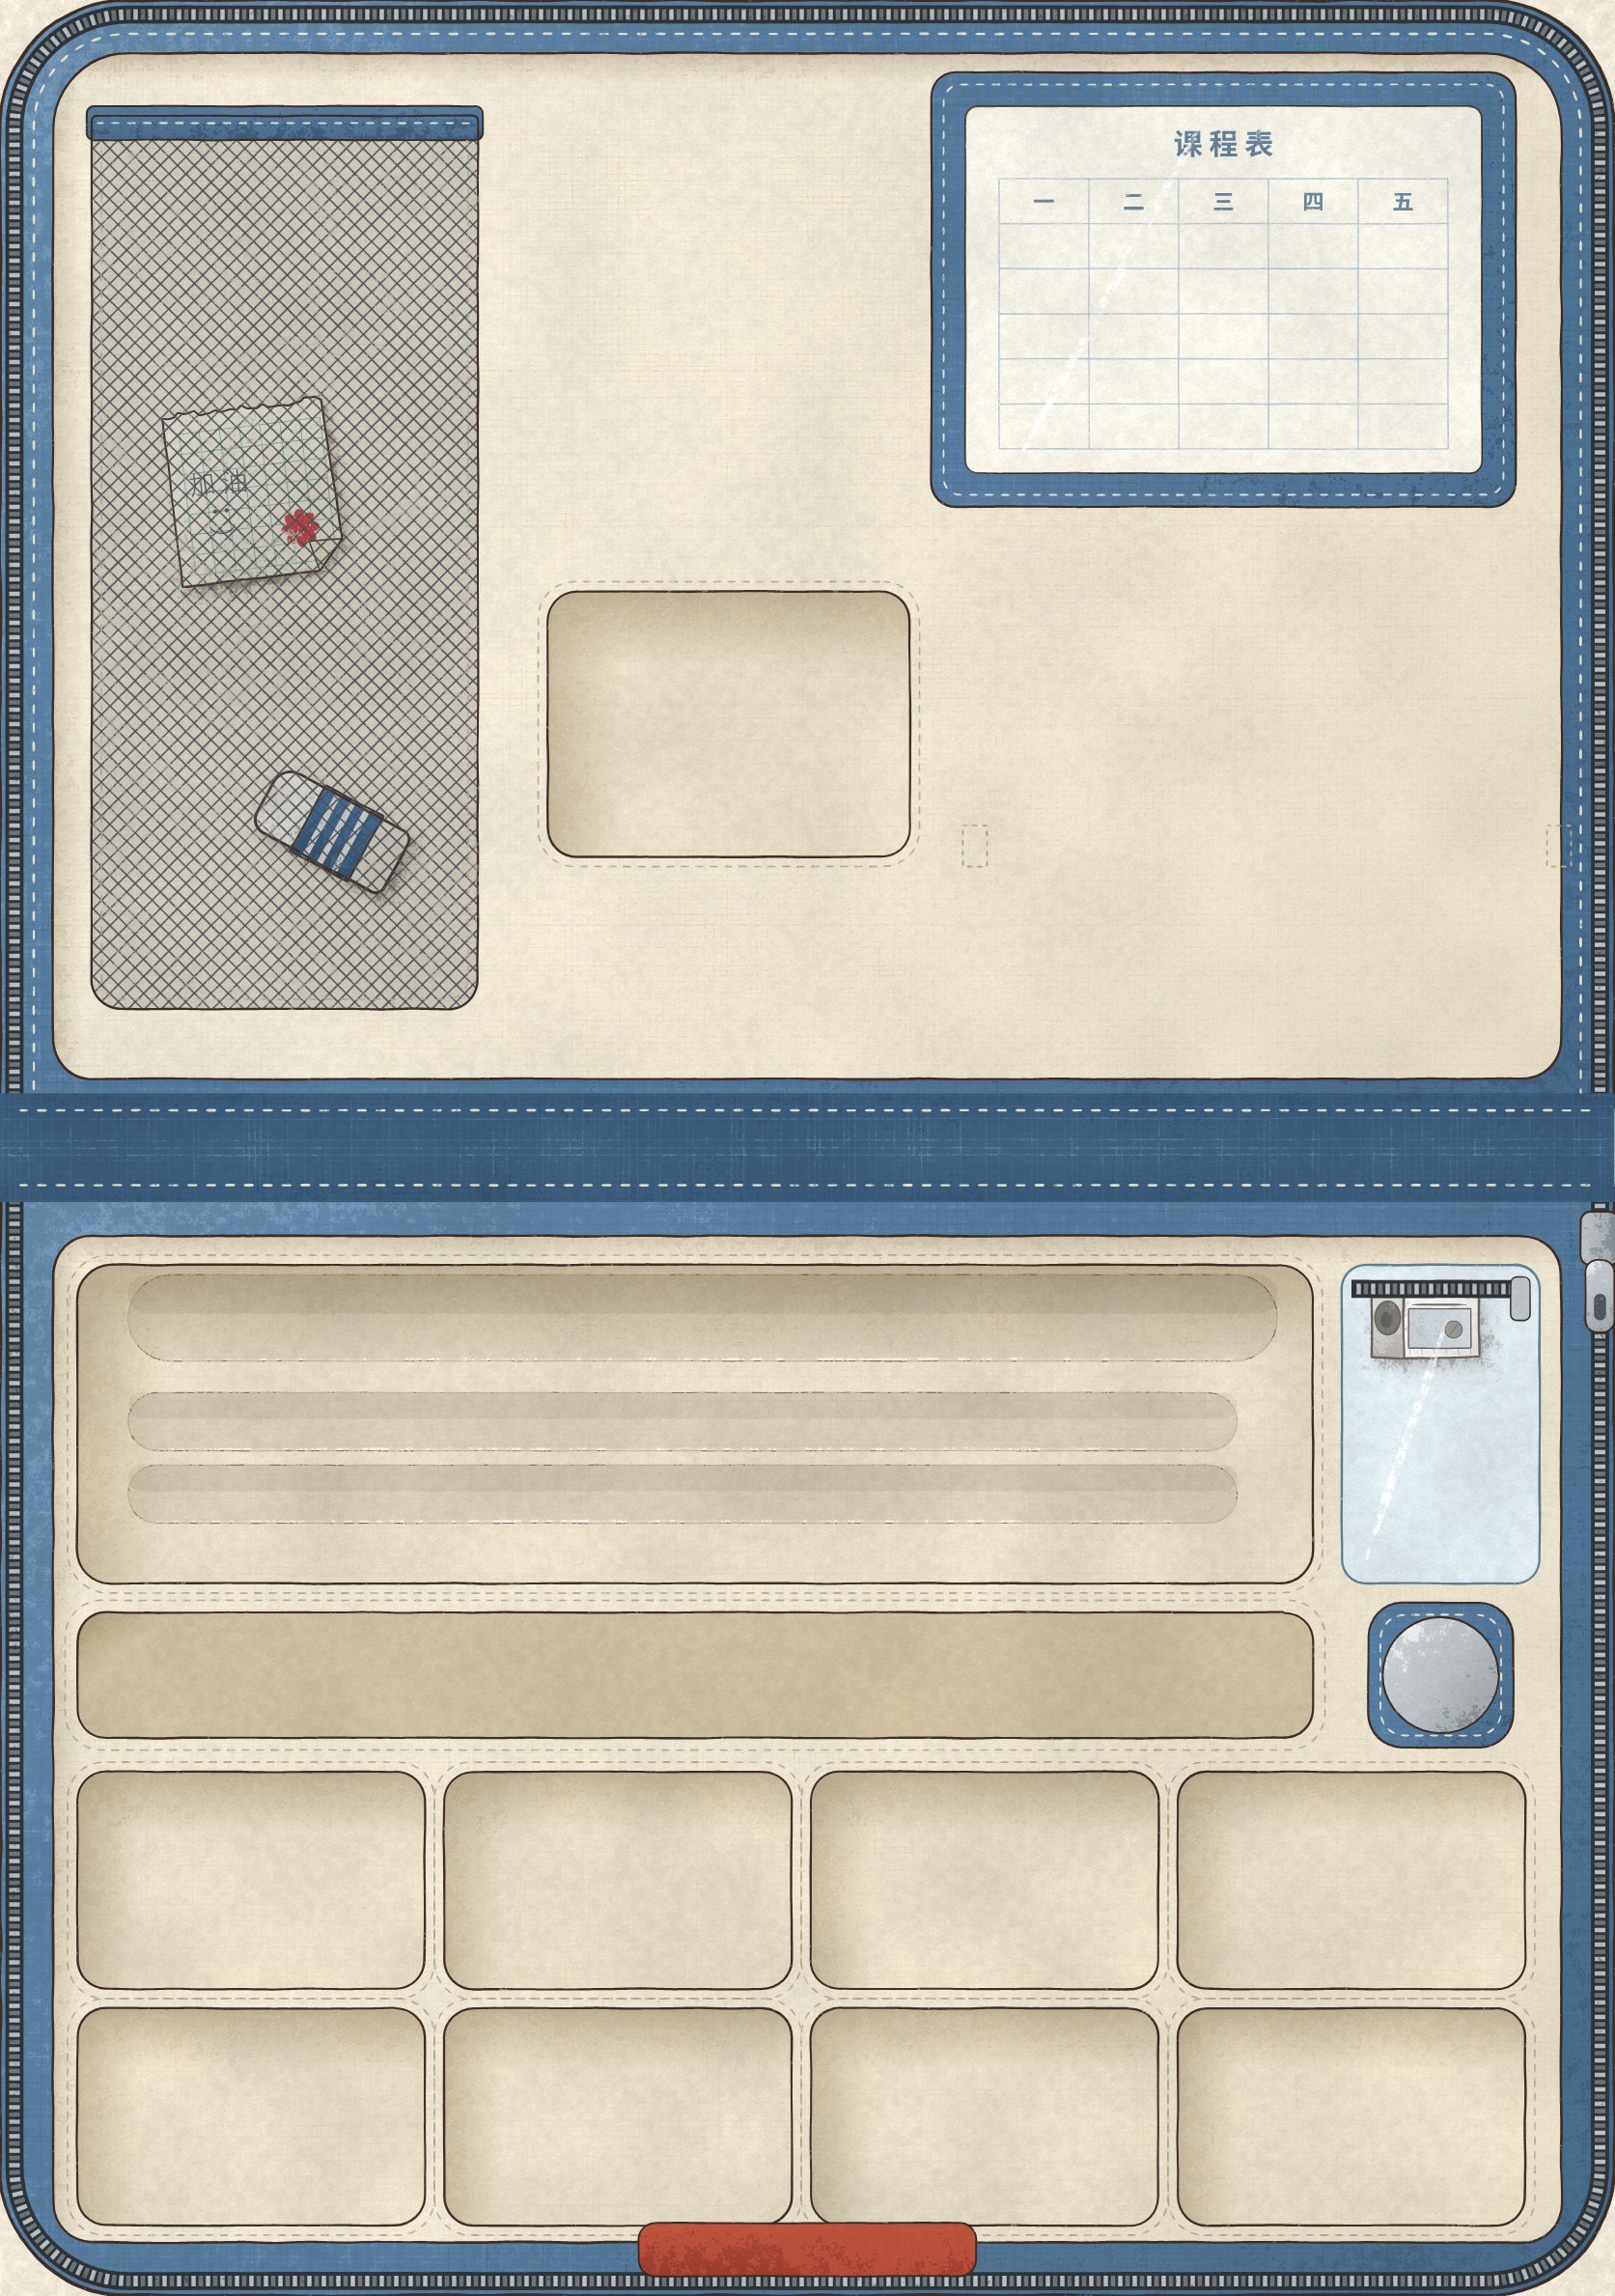 课程表
一 二 三 四 五
加油